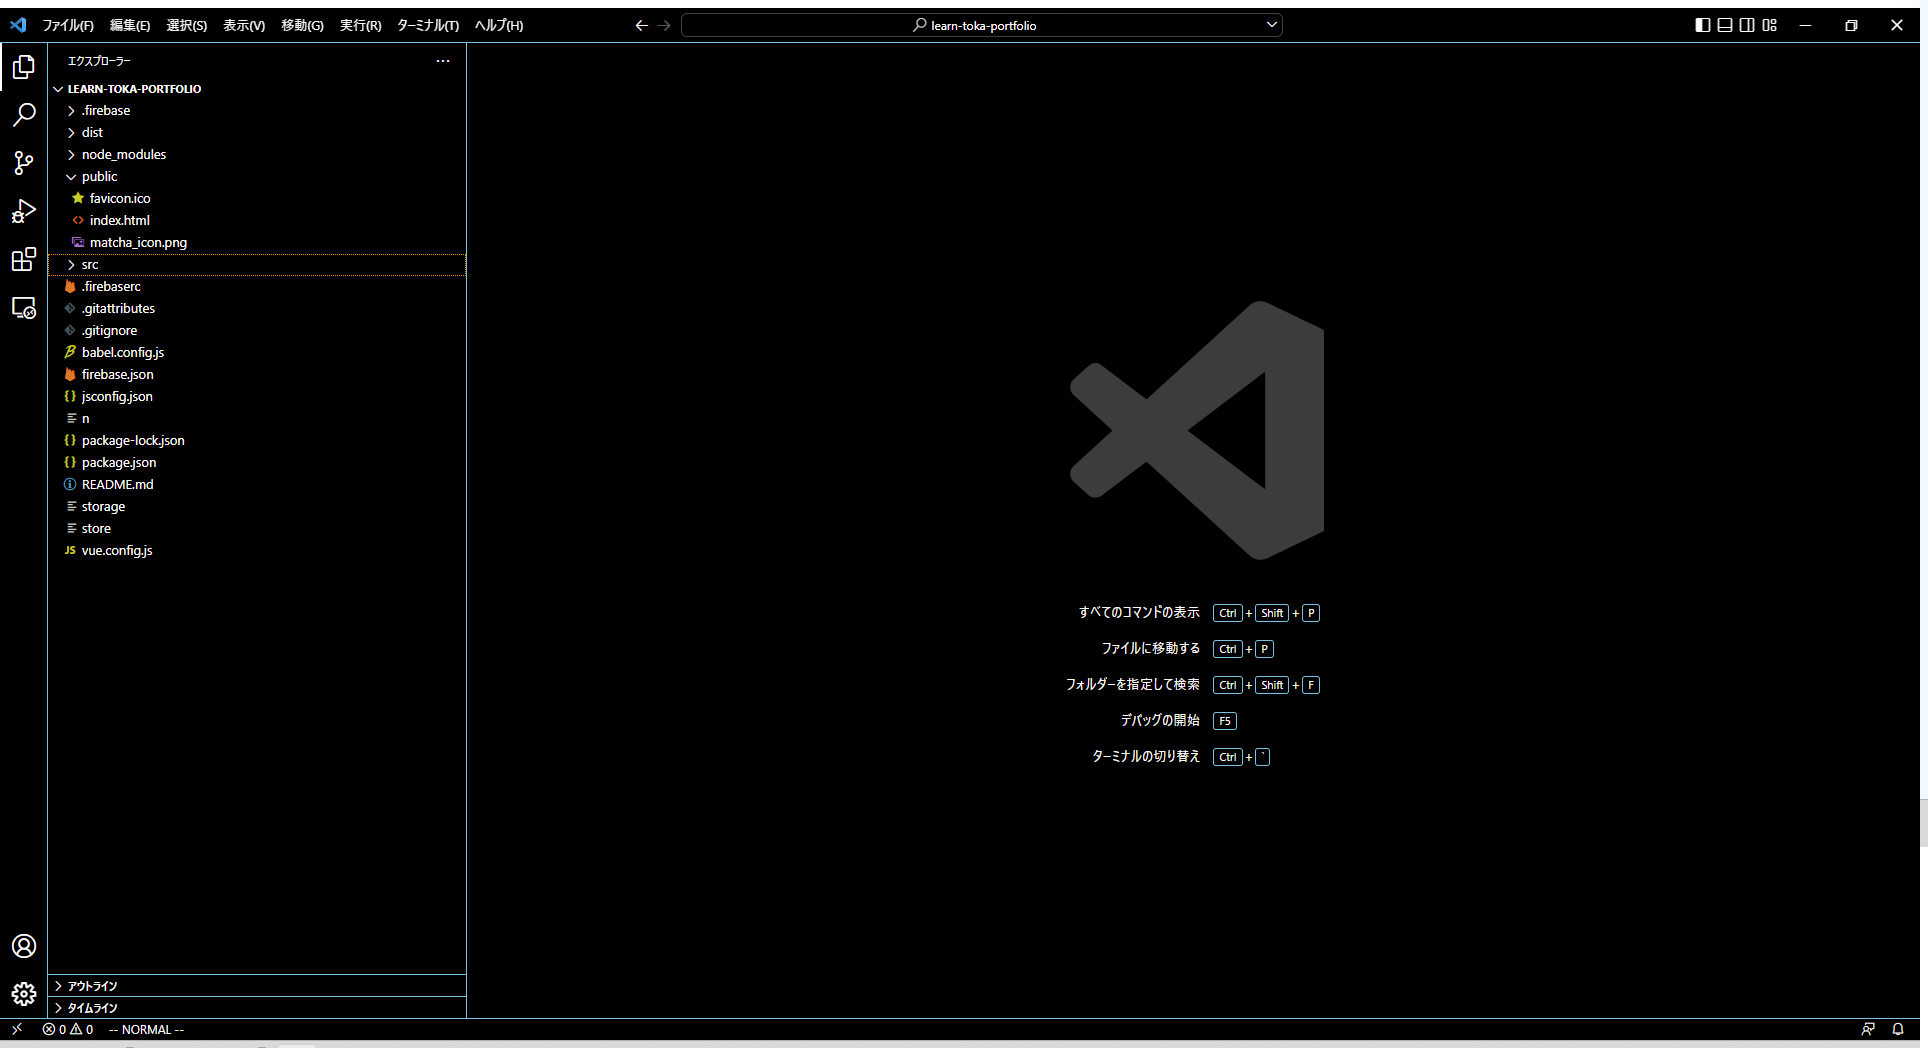 ファイル(F) 編集(E) 選択(S) 表示(V) 移動(G) 実行(R) ターミナル(T) ヘルプ(H)
learn-toka-portfolio
エクスプローラー
LEARN-TOKA-PORTFOLIO
.firebase
dist
node_modules
public
favicon.ico
index.html
matcha_icon.png
src
.firebaserc
.gitattributes
.gitignore
babel.config.js
firebase.json
jsconfig.json
n
package-lock.json
package.json
README.md
storage
store
JS vue.config.js
すべてのコマンドの表示 Ctrl + Shift + P
ファイルに移動する Ctrl + P
フォルダーを指定して検索 Ctrl + Shift + F
デバッグの開始 F5
ターミナルの切り替え Ctrl + `
アウトライン
タイムライン
0 0 -- NORMAL --